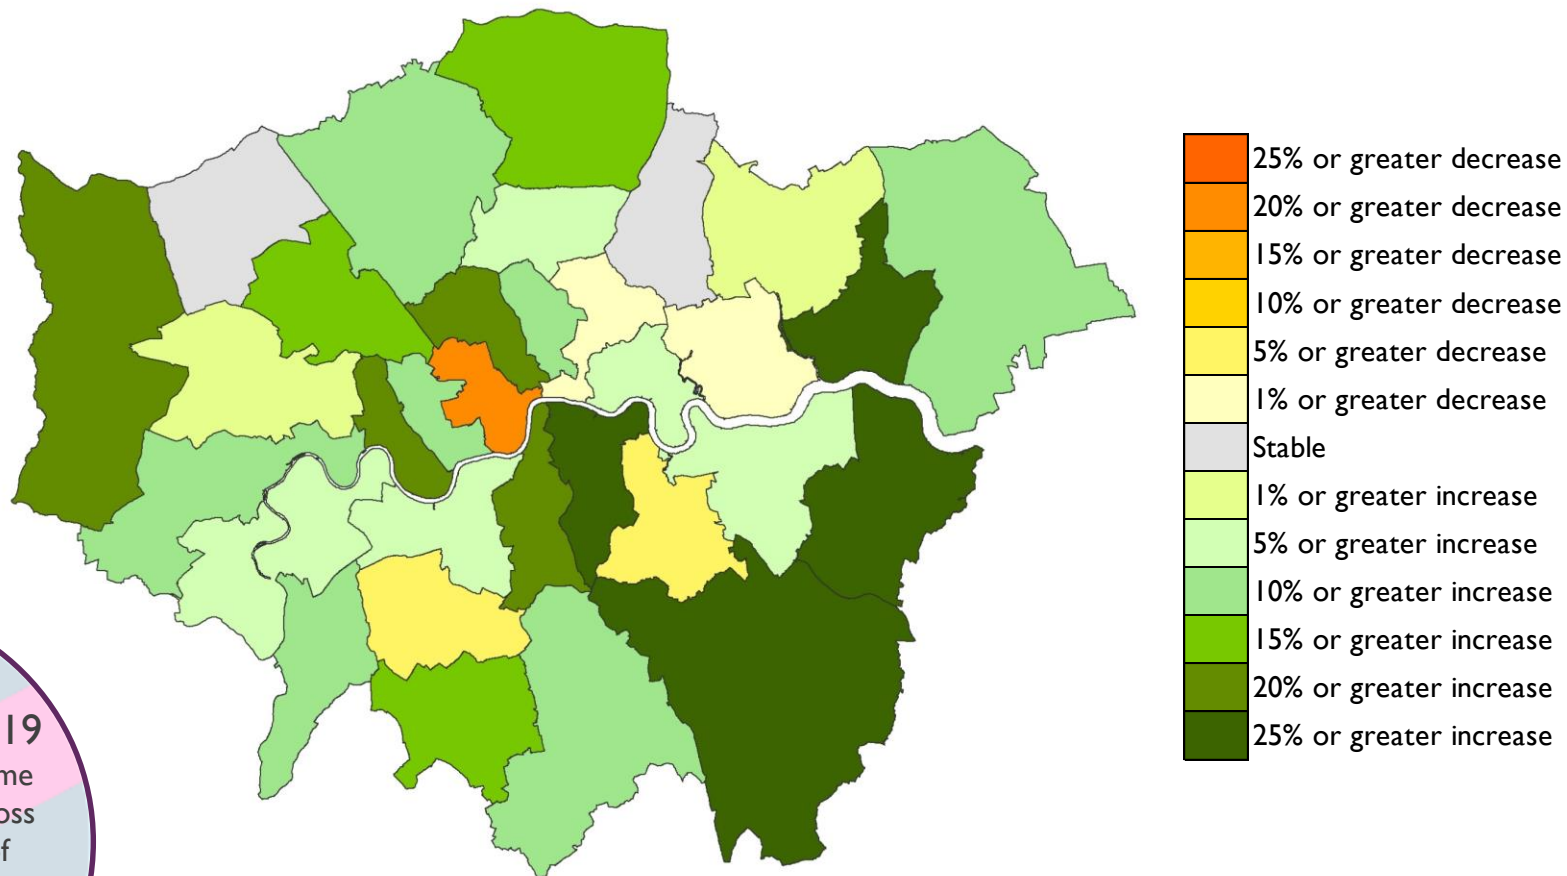 25% or greater decrease
20% or greater decrease
15% or greater decrease
10% or greater decrease
5% or greater decrease
1% or greater decrease
Stable
1% or greater increase
5% or greater increase
10% or greater increase
15% or greater increase
20% or greater increase
25% or greater increase
19
me
oss
f